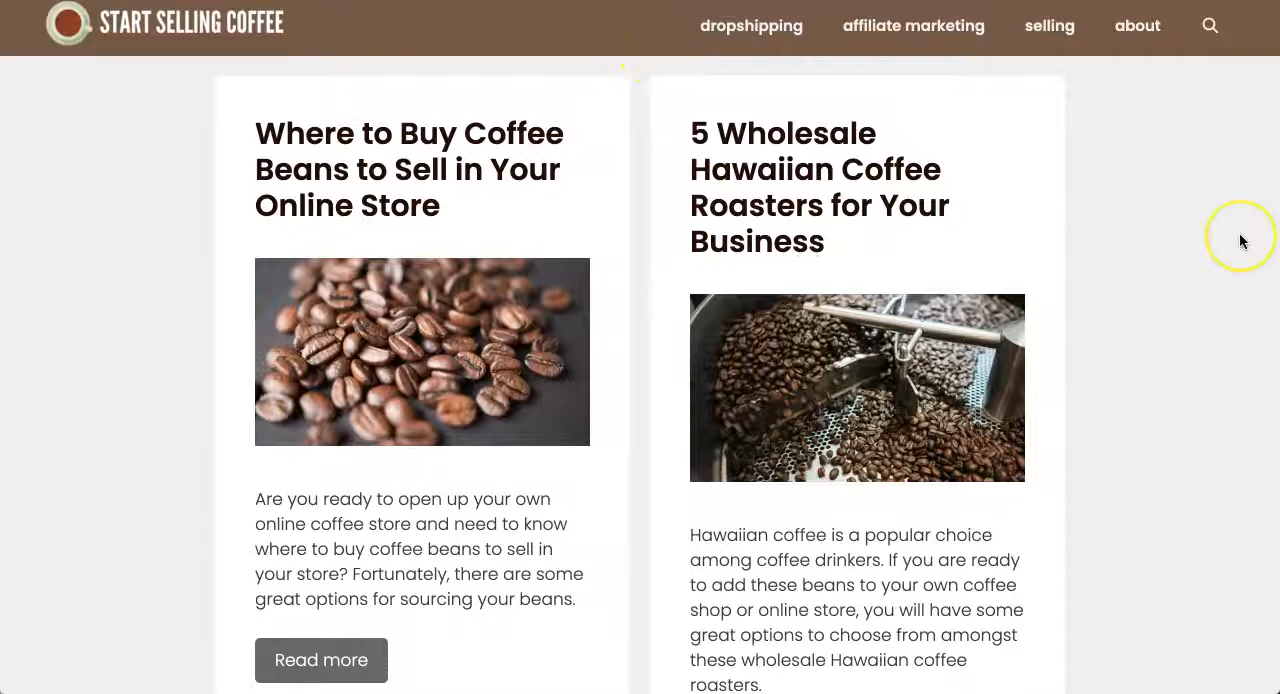 START SELLING COFFEE
dropshipping
affiliate marketing
selling
about
Where to Buy Coffee
Beans to Sell in Your
Online Store
Are you ready to open up your own
online coffee store and need to know
where to buy coffee beans to sell in
your store? Fortunately, there are some
great options for sourcing your beans.
Read more
5 Wholesale
Hawaiian Coffee
Roasters for Your
Business
Hawaiian coffee is a popular choice
among coffee drinkers. If you are ready
to add these beans to your own coffee
shop or online store, you will have some
great options to choose from amongst
these wholesale Hawaiian coffee
roasters.